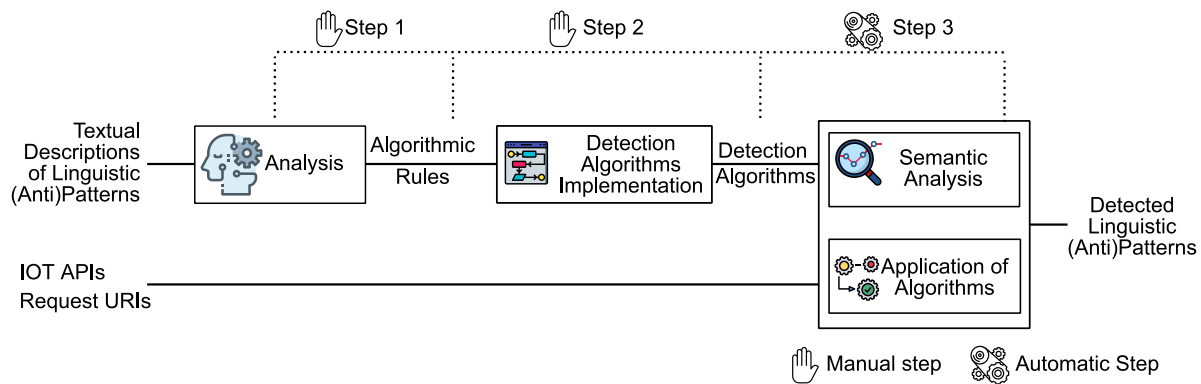 Step 1
Step 2
Step 3
Textual
Descriptions
of Linguistic
(Anti)Patterns
Analysis
Algorithmic
Rules
Detection
Algorithms
Implementation
Detection
Algorithms
Semantic
Analysis
Detected
Linguistic
(Anti)Patterns
IOT APIs
Request URIs
Application of
Algorithms
Manual step
Automatic Step